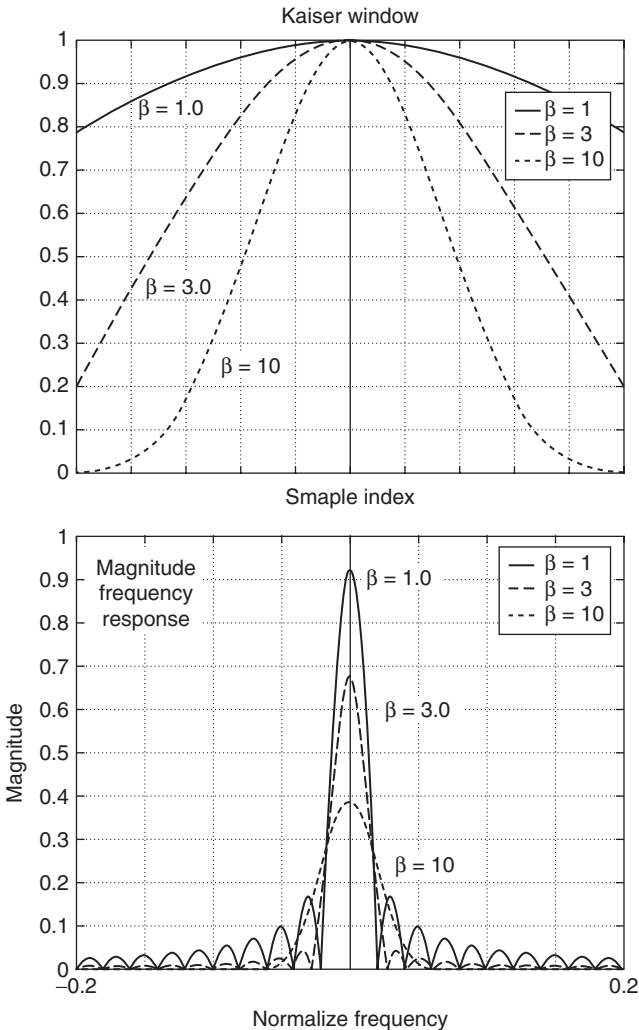 Kaiser window
1
0.9
0.8
0.7
0.6
0.5
0.4
0.3
0.2
0.1
0
β = 1.0
β = 3.0
β = 10
β = 1
β = 3
β = 10
Smaple index
1
0.9
0.8
0.7
0.6
0.5
0.4
0.3
0.2
0.1
0
Magnitude
Magnitude
frequency
response
β = 1.0
β = 3.0
β = 10
β = 1
β = 3
β = 10
−0.2
0.2
Normalize frequency